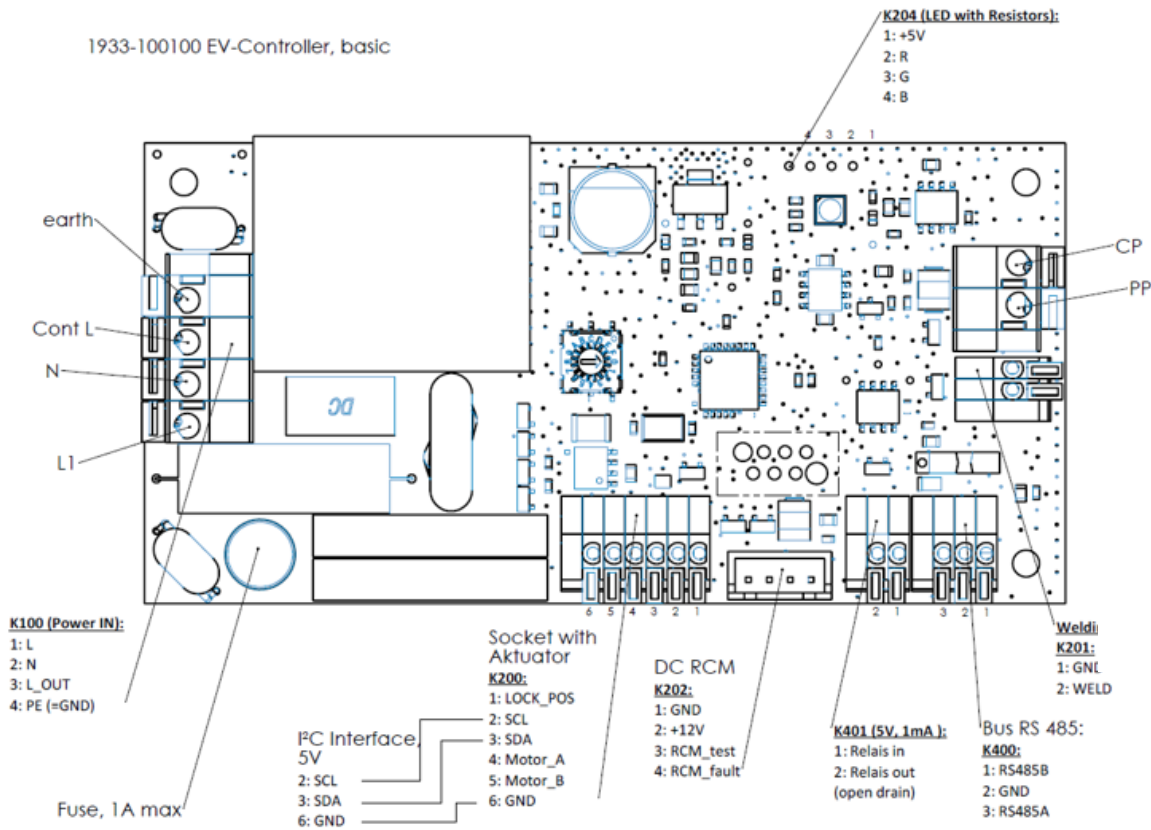 1933-100100 EV-Controller, basic
K204 (LED with Resistors):
1: +5V
2: R
3: G
4: B
4 3 2 1
earth
Cont L
N
L1
DC
CP
PP
6 5 4 3 2 1
2 1
3 2 1
K100 (Power IN):
1: L
2: N
3: L_OUT
4: PE (=GND)
Fuse, 1A max
I²C Interface,
5V
2: SCL
3: SDA
6: GND
Socket with
Aktuator
K200:
1: LOCK_POS
2: SCL
3: SDA
4: Motor_A
5: Motor_B
6: GND
DC RCM
K202:
1: GND
2: +12V
3: RCM_test
4: RCM_fault
K401 (5V, 1mA ):
1: Relais in
2: Relais out
(open drain)
Weldi
K201:
1: GND
2: WELD
Bus RS 485:
K400:
1: RS485B
2: GND
3: RS485A